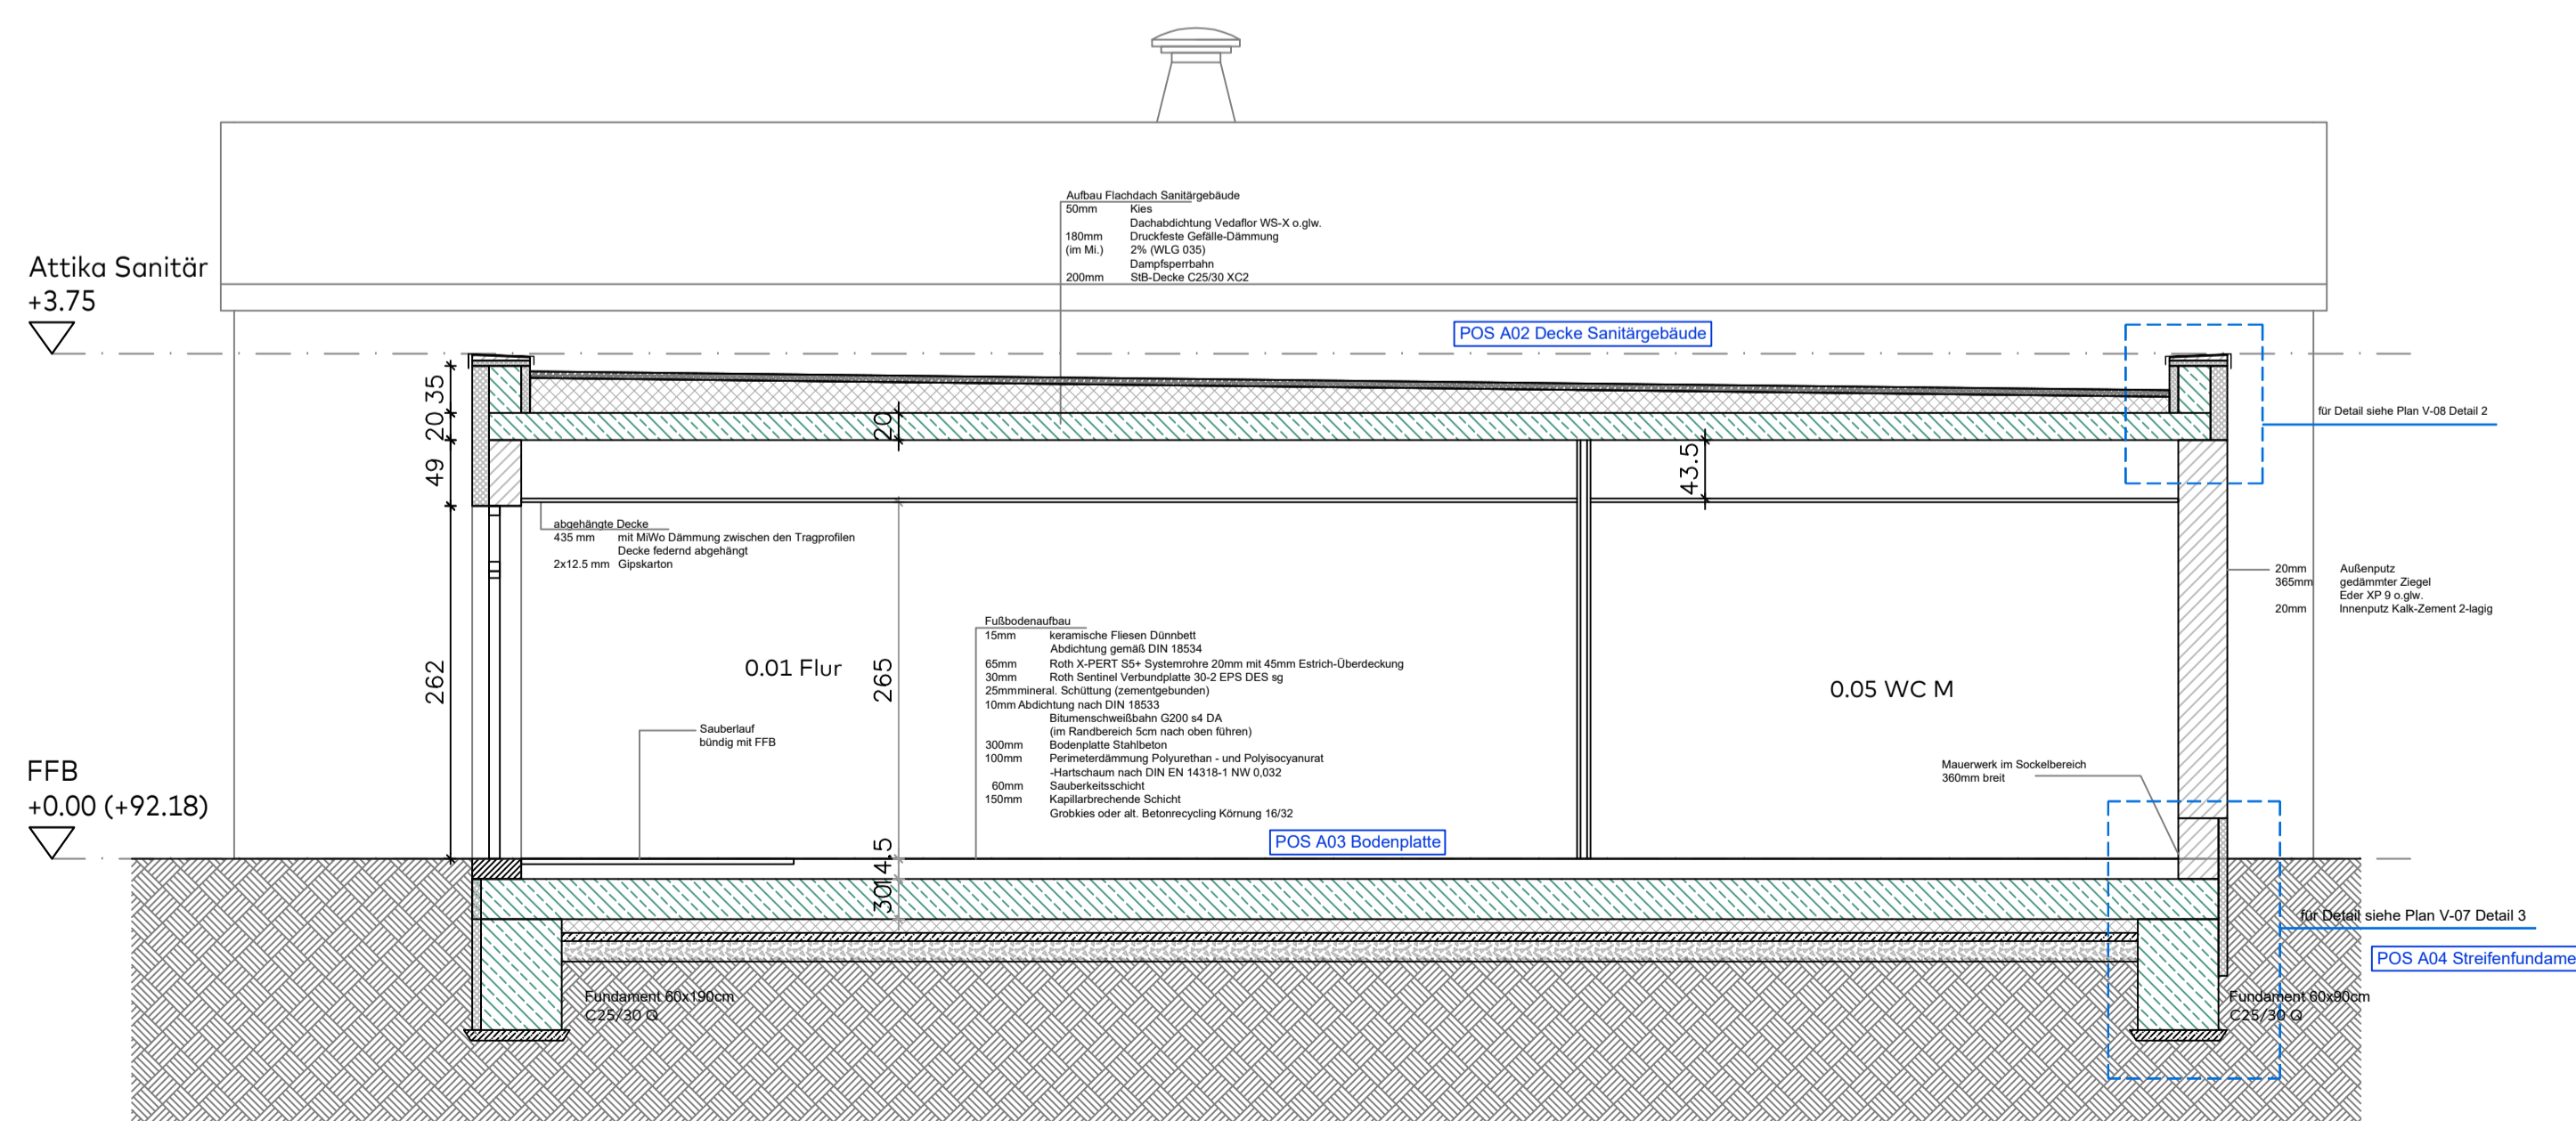 Aufbau Flachdach Sanitärgebäude
50mm Kies
Dachabdichtung Vedaflor WS-X o.glw.
180mm Druckfeste Gefälle-Dämmung
(im Mi.) 2% (WLG 035)
Dampfsperrbahn
200mm StB-Decke C25/30 XC2
Attika Sanitär
+3.75
POS A02 Decke Sanitärgebäude
35
20
49
262
20
43.5
für Detail siehe Plan V-08 Detail 2
abgehängte Decke
435 mm mit MiWo Dämmung zwischen den Tragprofilen
Decke federnd abgehängt
2x12.5 mm Gipskarton
20mm Außenputz
365mm gedämmter Ziegel
Eder XP 9 o.glw.
20mm Innenputz Kalk-Zement 2-lagig
0.01 Flur
265
Fußbodenaufbau
15mm keramische Fliesen Dünnbett
Abdichtung gemäß DIN 18534
65mm Roth X-PERT S5+ Systemrohre 20mm mit 45mm Estrich-Überdeckung
30mm Roth Sentinel Verbundplatte 30-2 EPS DES sg
25mm mineral. Schüttung (zementgebunden)
10mm Abdichtung nach DIN 18533
Bitumenschweißbahn G200 s4 DA
(im Randbereich 5cm nach oben führen)
300mm Bodenplatte Stahlbeton
100mm Perimeterdämmung Polyurethan - und Polyisocyanurat
-Hartschaum nach DIN EN 14318-1 NW 0,032
60mm Sauberkeitsschicht
150mm Kapillarbrechende Schicht
Grobkies oder alt. Betonrecycling Körnung 16/32
0.05 WC M
Sauberlauf
bündig mit FFB
Mauerwerk im Sockelbereich
360mm breit
FFB
+0.00 (+92.18)
POS A03 Bodenplatte
14.5
30
für Detail siehe Plan V-07 Detail 3
POS A04 Streifenfundame
Fundament 60x190cm
C25/30 Q
Fundament 60x90cm
C25/30 Q